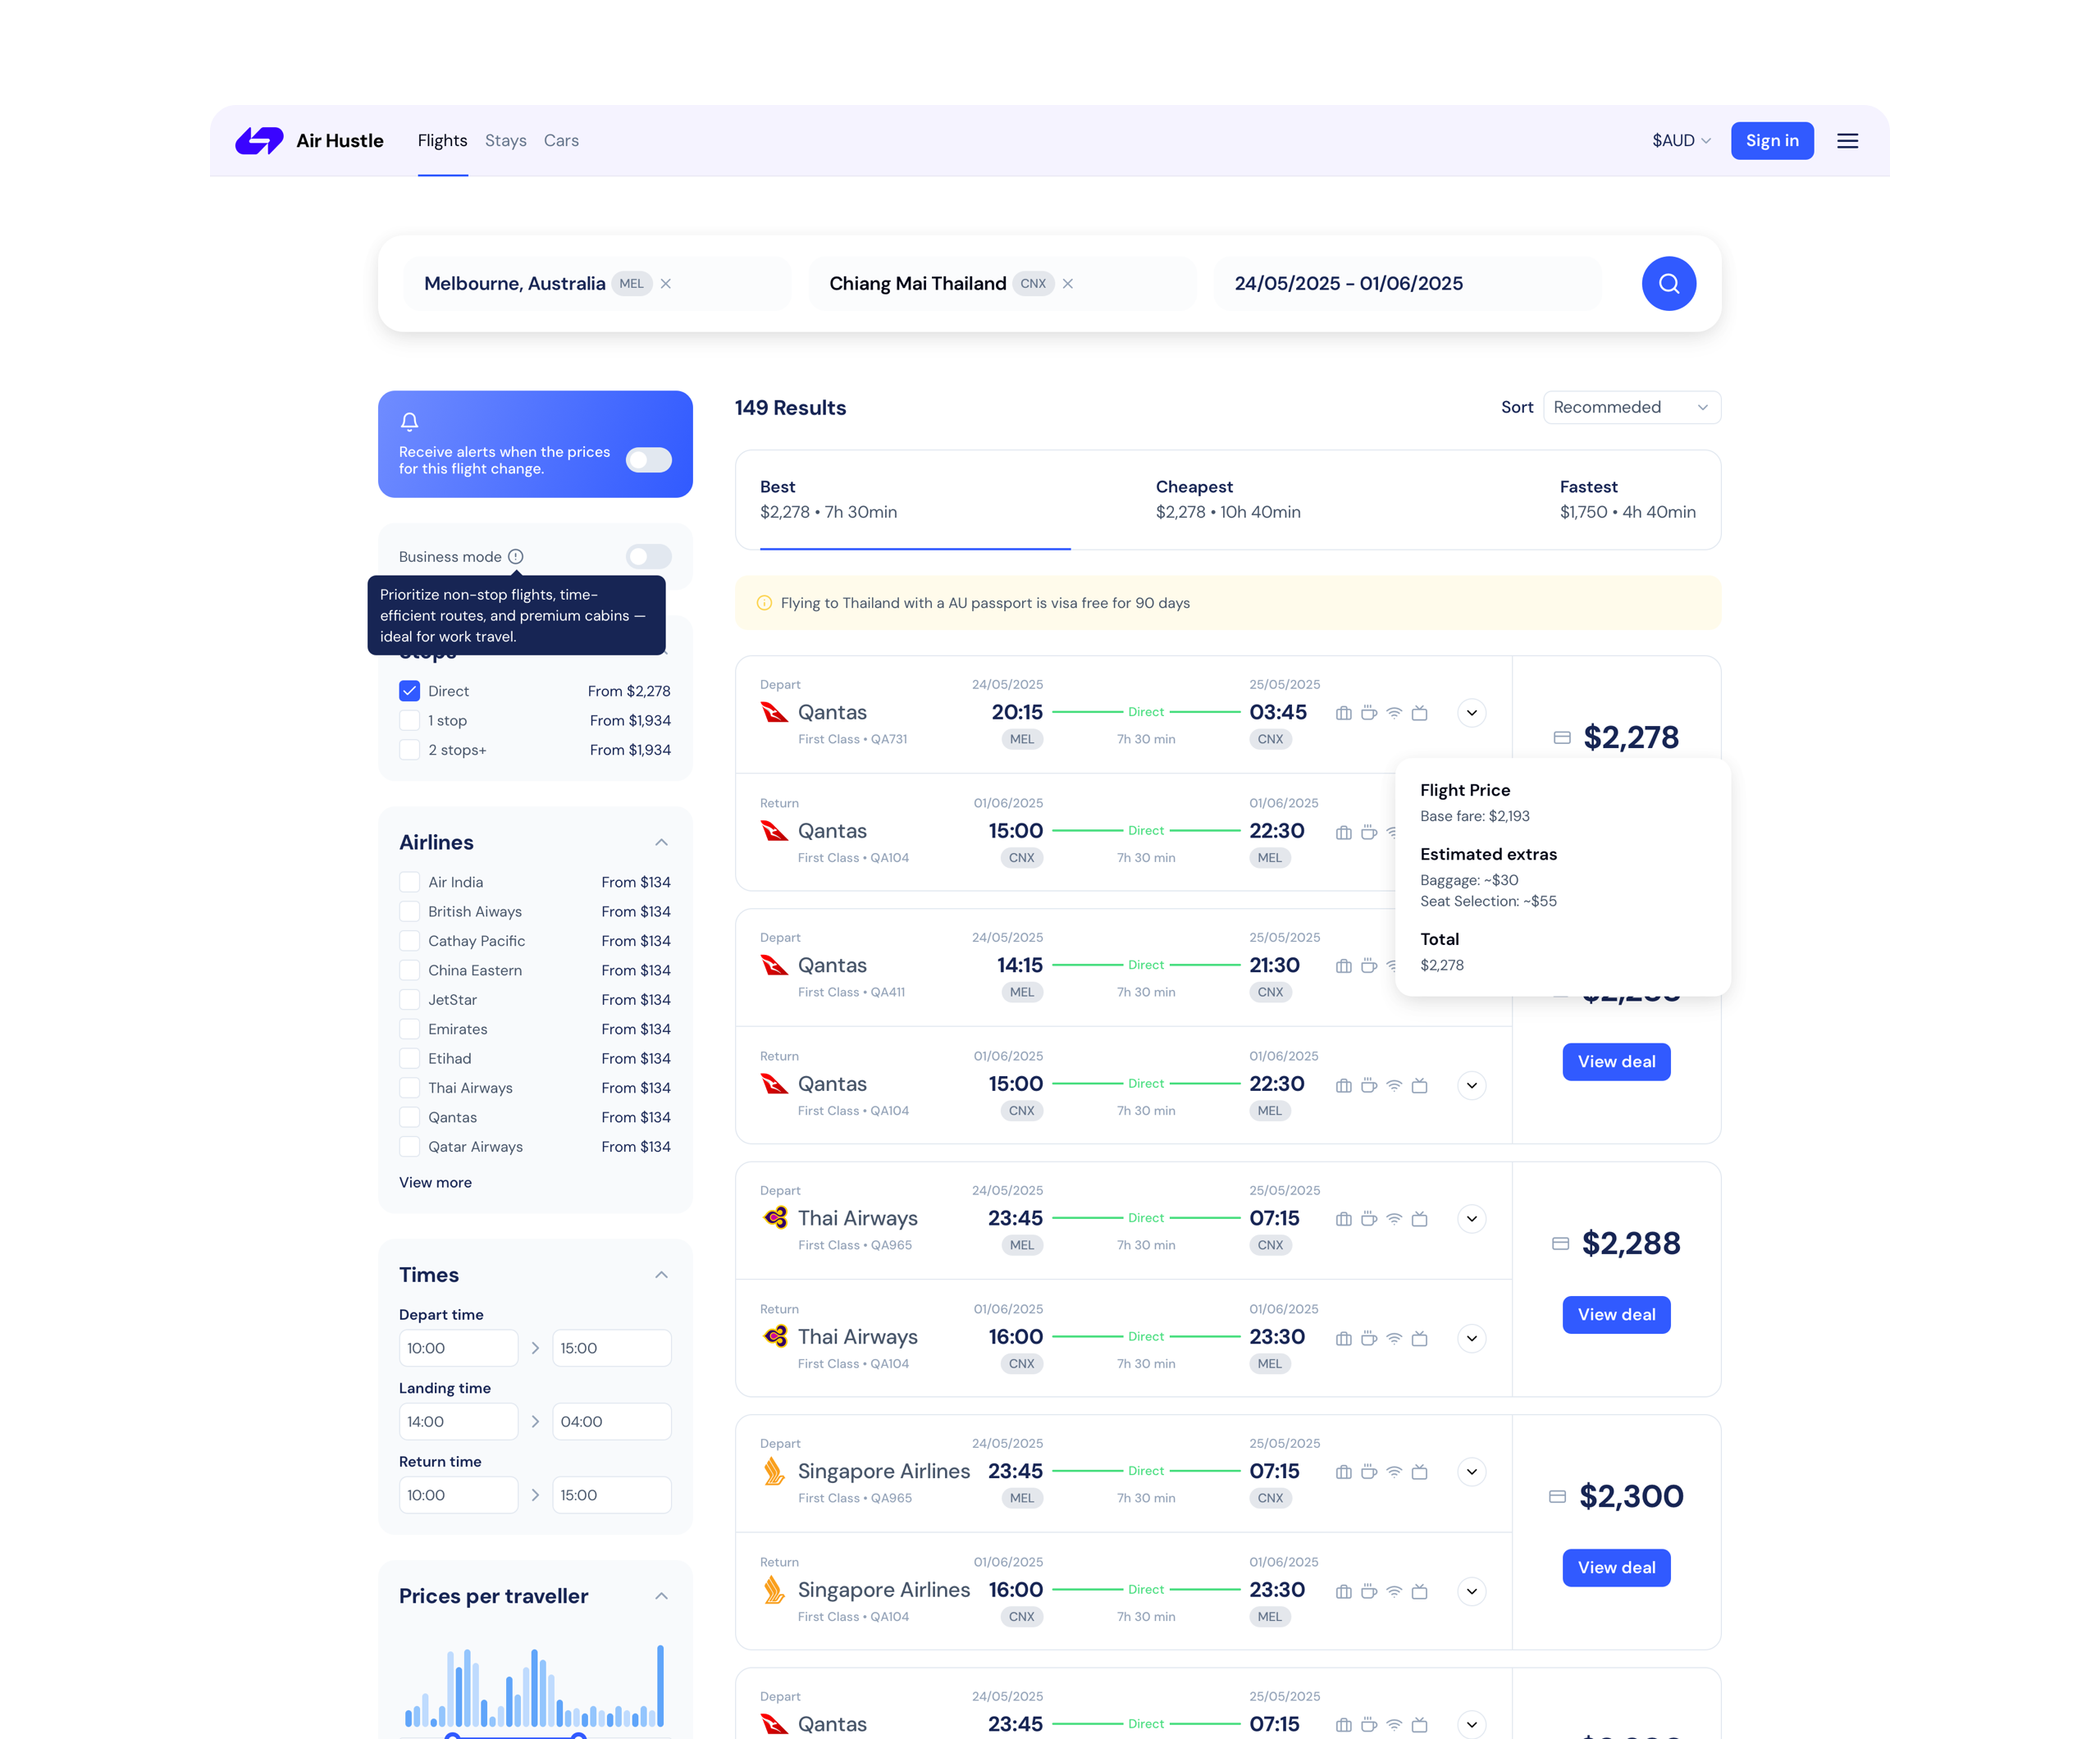 Air Hustle
Flights Stays Cars
$AUD
Sign in
Melbourne, Australia MEL
Chiang Mai Thailand CNX
24/05/2025 - 01/06/2025
Receive alerts when the prices
for this flight change.
Business mode
Prioritize non-stop flights, time-
efficient routes, and premium cabins —
ideal for work travel.
Stops
Direct From $2,278
1 stop From $1,934
2 stops+ From $1,934
Airlines
Air India From $134
British Aiways From $134
Cathay Pacific From $134
China Eastern From $134
JetStar From $134
Emirates From $134
Etihad From $134
Thai Airways From $134
Qantas From $134
Qatar Airways From $134
View more
Times
Depart time
10:00 15:00
Landing time
14:00 04:00
Return time
10:00 15:00
Prices per traveller
149 Results
Sort Recommeded
Best
$2,278 • 7h 30min
Cheapest
$2,278 • 10h 40min
Fastest
$1,750 • 4h 40min
Flying to Thailand with a AU passport is visa free for 90 days
Depart 24/05/2025 25/05/2025
Qantas 20:15 Direct 03:45
First Class • QA731 MEL 7h 30 min CNX
$2,278
Return 01/06/2025 01/06/2025
Qantas 15:00 Direct 22:30
First Class • QA104 CNX 7h 30 min MEL
Flight Price
Base fare: $2,193
Estimated extras
Baggage: ~$30
Seat Selection: ~$55
Total
$2,278
Depart 24/05/2025 25/05/2025
Qantas 14:15 Direct 21:30
First Class • QA411 MEL 7h 30 min CNX
Return 01/06/2025 01/06/2025
Qantas 15:00 Direct 22:30
First Class • QA104 CNX 7h 30 min MEL
View deal
Depart 24/05/2025 25/05/2025
Thai Airways 23:45 Direct 07:15
First Class • QA965 MEL 7h 30 min CNX
Return 01/06/2025 01/06/2025
Thai Airways 16:00 Direct 23:30
First Class • QA104 CNX 7h 30 min MEL
$2,288
View deal
Depart 24/05/2025 25/05/2025
Singapore Airlines 23:45 Direct 07:15
First Class • QA965 MEL 7h 30 min CNX
Return 01/06/2025 01/06/2025
Singapore Airlines 16:00 Direct 23:30
First Class • QA104 CNX 7h 30 min MEL
$2,300
View deal
Depart 24/05/2025 25/05/2025
Qantas 23:45 Direct 07:15